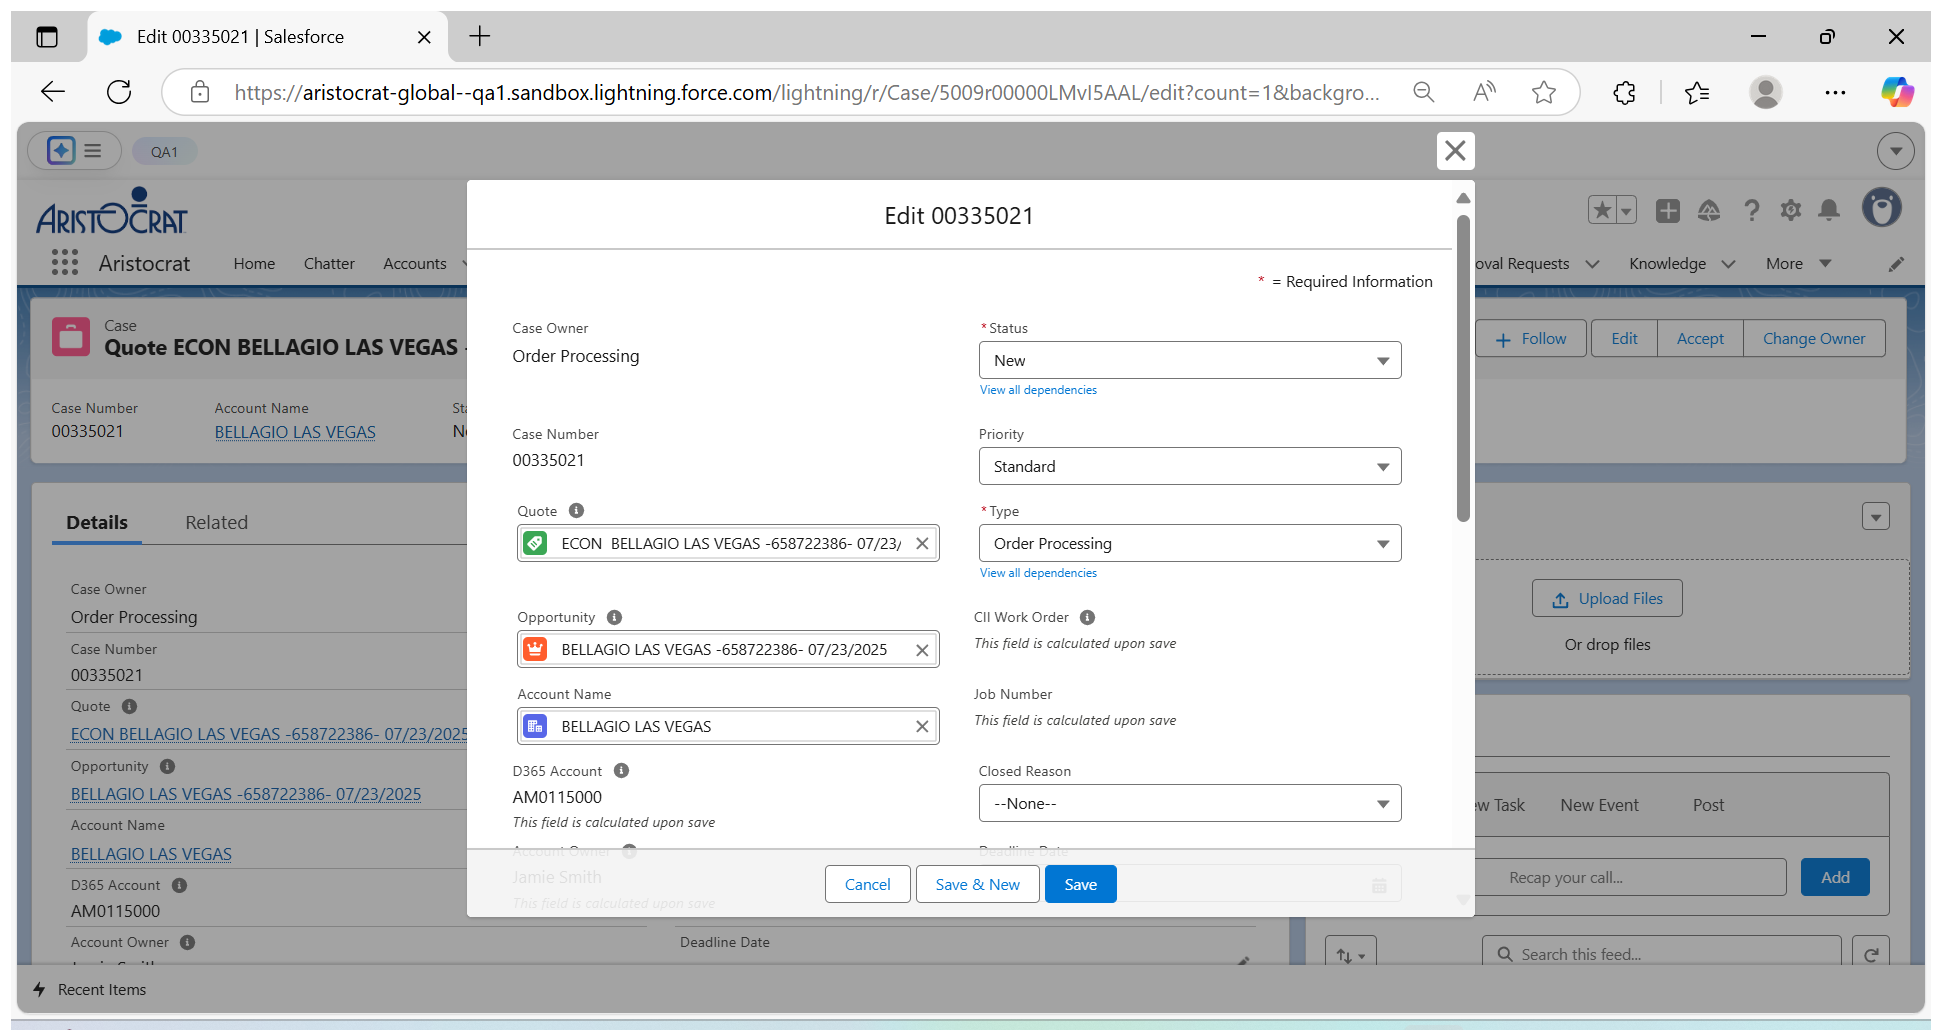 Edit 00335021 | Salesforce
https://aristocrat-global--qa1.sandbox.lightning.force.com/lightning/r/Case/5009r00000LMvI5AAL/edit?count=1&backgro...
QA1
ARISTOCRAT
Aristocrat
Home
Chatter
Accounts
oval Requests
Knowledge
More
Case
Quote ECON BELLAGIO LAS VEGAS -
Follow
Edit
Accept
Change Owner
Case Number
00335021
Account Name
BELLAGIO LAS VEGAS
Details
Related
Case Owner
Order Processing
Case Number
00335021
Quote
ECON BELLAGIO LAS VEGAS -658722386- 07/23/2025
Opportunity
BELLAGIO LAS VEGAS -658722386- 07/23/2025
Account Name
BELLAGIO LAS VEGAS
D365 Account
AM0115000
Account Owner
Deadline Date
Edit 00335021
* = Required Information
Case Owner
Order Processing
* Status
New
View all dependencies
Case Number
00335021
Priority
Standard
Quote
ECON BELLAGIO LAS VEGAS -658722386- 07/23/
* Type
Order Processing
View all dependencies
Opportunity
BELLAGIO LAS VEGAS -658722386- 07/23/2025
CII Work Order
This field is calculated upon save
Account Name
BELLAGIO LAS VEGAS
Job Number
This field is calculated upon save
D365 Account
AM0115000
This field is calculated upon save
Closed Reason
--None--
Account Owner
Jamie Smith
This field is calculated upon save
Deadline Date
Cancel
Save & New
Save
Upload Files
Or drop files
w Task
New Event
Post
Recap your call...
Add
Search this feed...
Recent Items